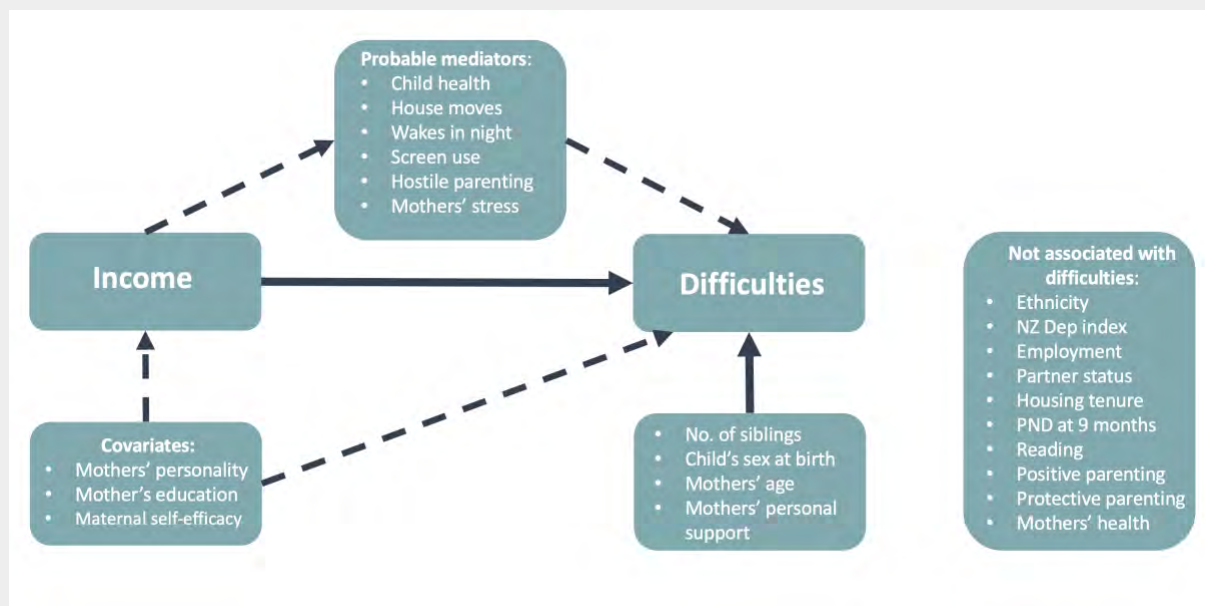 Probable mediators:
• Child health
• House moves
• Wakes in night
• Screen use
• Hostile parenting
• Mothers' stress
Income
Difficulties
Covariates:
• Mothers' personality
• Mother's education
• Maternal self-efficacy
• No. of siblings
• Child's sex at birth
• Mothers' age
• Mothers' personal
support
Not associated with
difficulties:
• Ethnicity
• NZ Dep index
• Employment
• Partner status
• Housing tenure
• PND at 9 months
• Reading
• Positive parenting
• Protective parenting
• Mothers' health